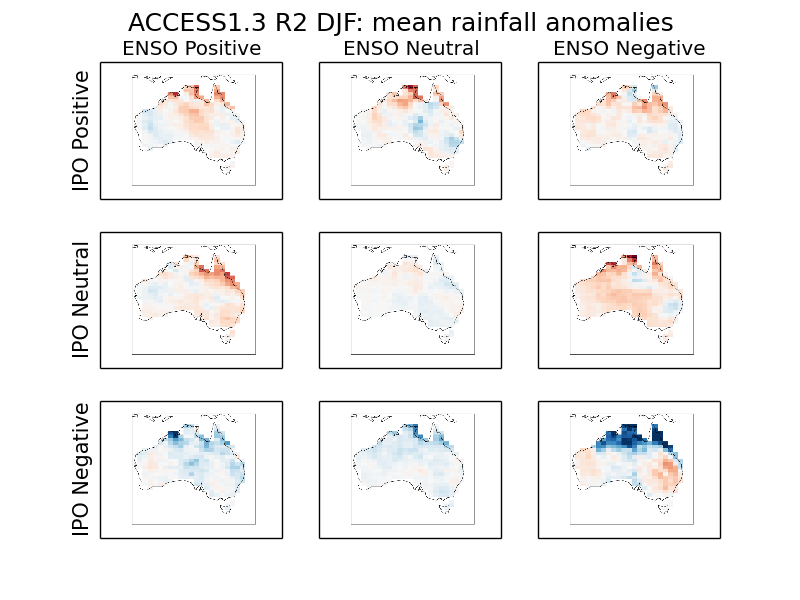 ACCESS1.3 R2 DJF: mean rainfall anomalies
ENSO Positive
ENSO Neutral
ENSO Negative
IPO Positive
IPO Neutral
IPO Negative